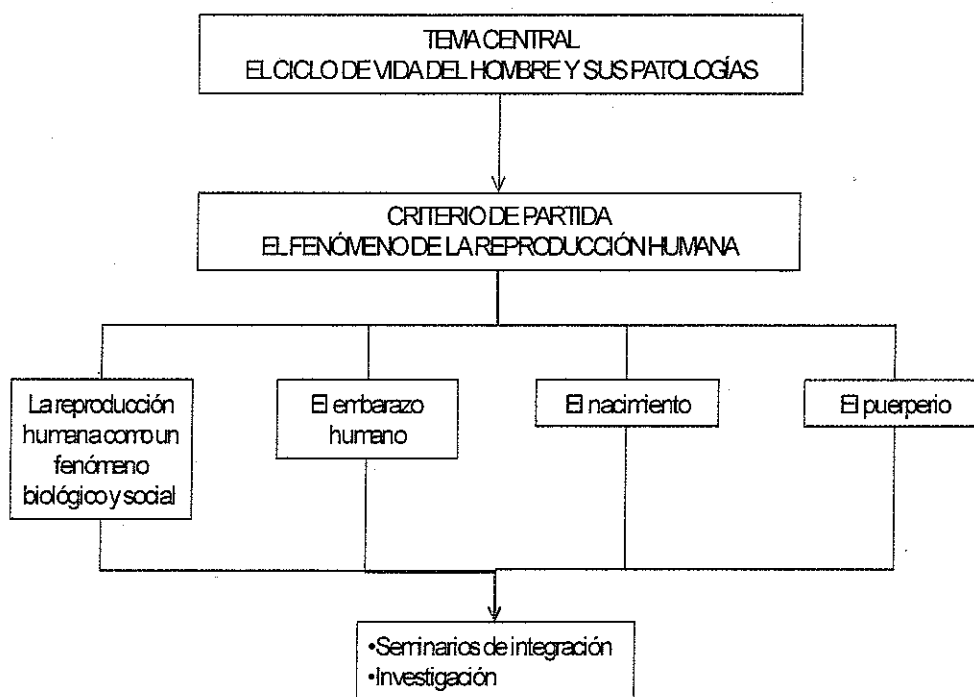 TEMA CENTRAL
EL CICLO DE VIDA DEL HOMBRE Y SUS PATOLOGÍAS
CRITERIO DE PARTIDA
EL FENÓMENO DE LA REPRODUCCIÓN HUMANA
La reproducción
humana como un
fenómeno
biológico y social
El embarazo
humano
El nacimiento
El puerperio
•Seminarios de integración
•Investigación